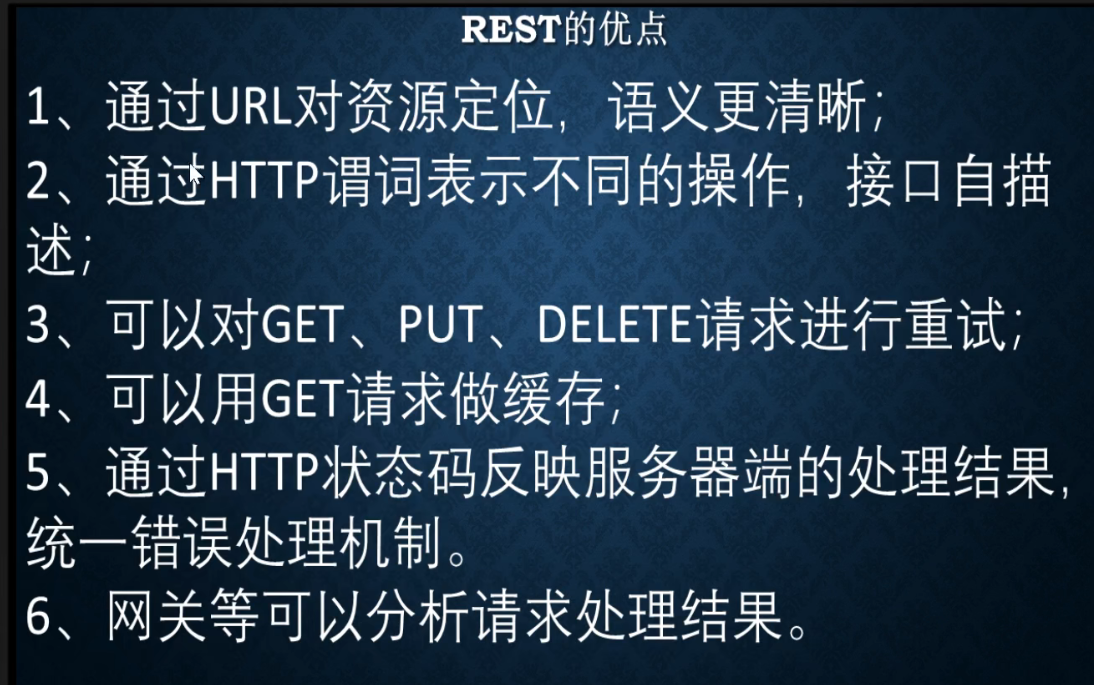 REST的优点
1、通过URL对资源定位，语义更清晰；
2、通过HTTP谓词表示不同的操作，接口自描
述；
3、可以对GET、PUT、DELETE请求进行重试；
4、可以用GET请求做缓存；
5、通过HTTP状态码反映服务器端的处理结果，
统一错误处理机制。
6、网关等可以分析请求处理结果。